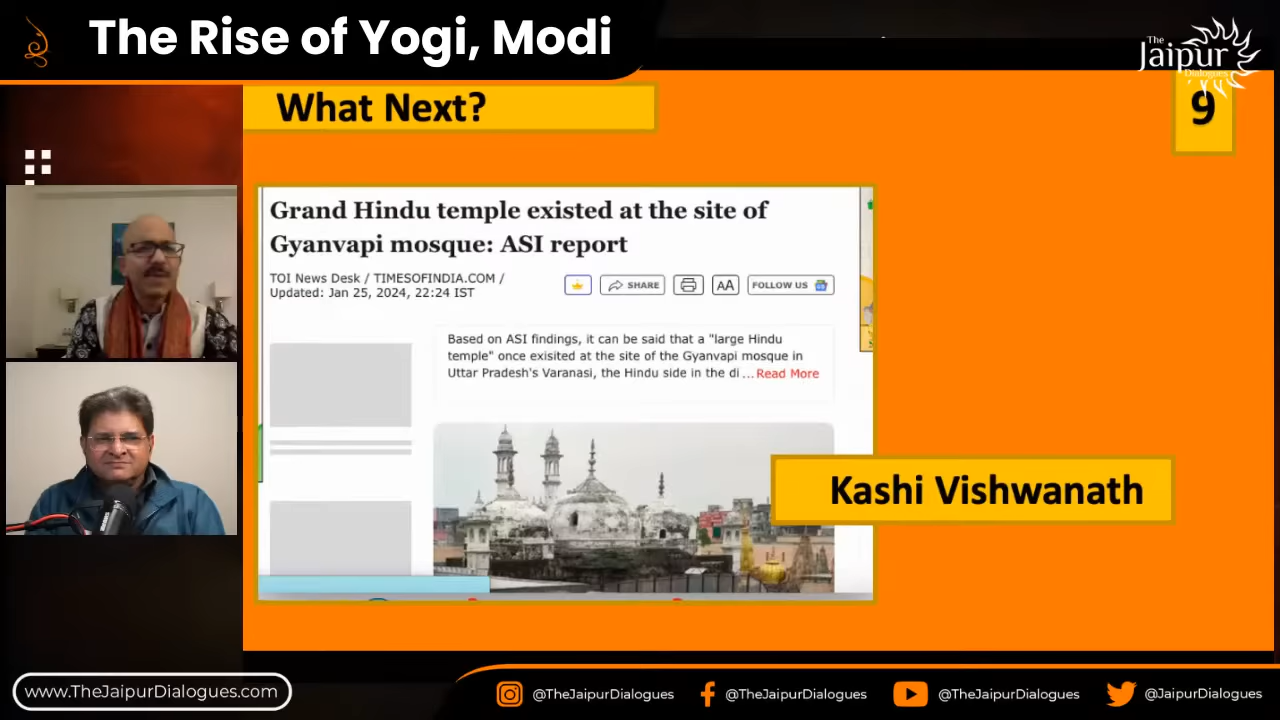 The Rise of Yogi, Modi
The
Jaipur
Dialogues
What Next?
9
Grand Hindu temple existed at the site of
Gyanvapi mosque: ASI report
TOI News Desk / TIMESOFINDIA.COM /
Updated: Jan 25, 2024, 22:24 IST
SHARE
AA
FOLLOW US
Based on ASI findings, it can be said that a "large Hindu
temple" once exisited at the site of the Gyanvapi mosque in
Uttar Pradesh's Varanasi, the Hindu side in the di ... Read More
Kashi Vishwanath
www.TheJaipurDialogues.com
@TheJaipurDialogues
@TheJaipurDialogues
@TheJaipurDialogues
@JaipurDialogues